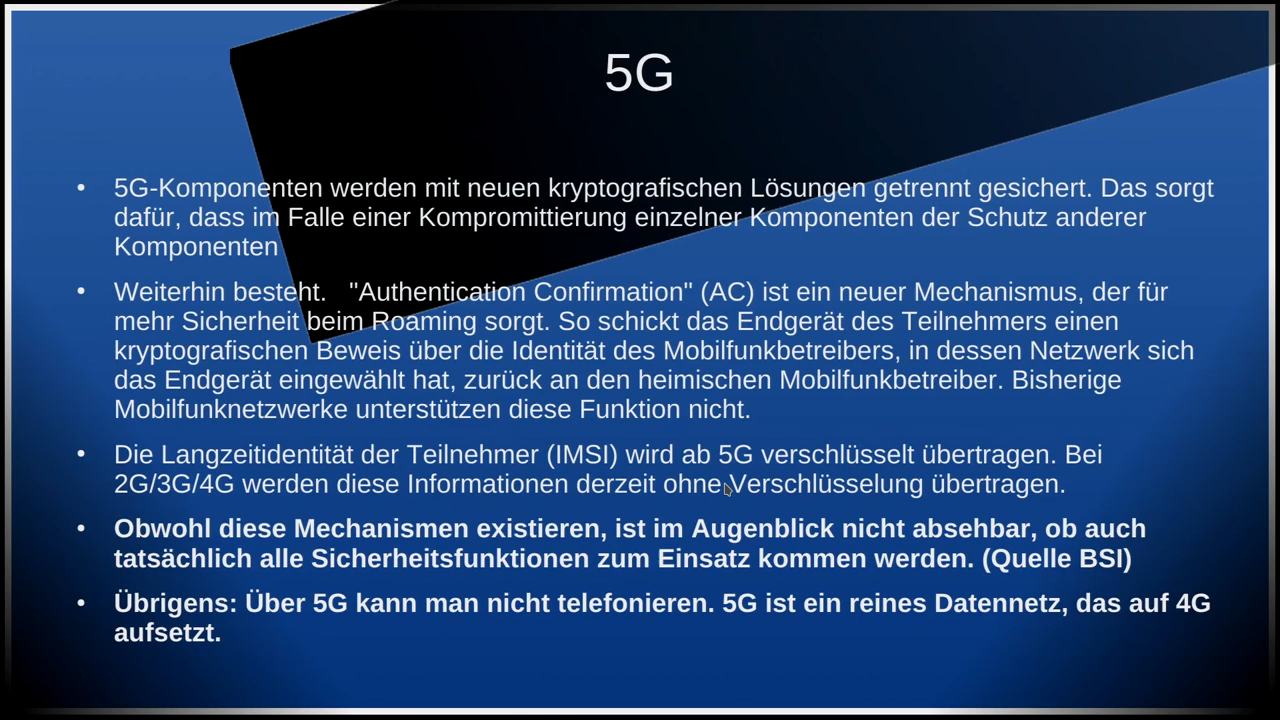 5G
• 5G-Komponenten werden mit neuen kryptografischen Lösungen getrennt gesichert. Das sorgt
dafür, dass im Falle einer Kompromittierung einzelner Komponenten der Schutz anderer
Komponenten
• Weiterhin besteht.   "Authentication Confirmation" (AC) ist ein neuer Mechanismus, der für
mehr Sicherheit beim Roaming sorgt. So schickt das Endgerät des Teilnehmers einen
kryptografischen Beweis über die Identität des Mobilfunkbetreibers, in dessen Netzwerk sich
das Endgerät eingewählt hat, zurück an den heimischen Mobilfunkbetreiber. Bisherige
Mobilfunknetzwerke unterstützen diese Funktion nicht.
• Die Langzeitidentität der Teilnehmer (IMSI) wird ab 5G verschlüsselt übertragen. Bei
2G/3G/4G werden diese Informationen derzeit ohne Verschlüsselung übertragen.
• Obwohl diese Mechanismen existieren, ist im Augenblick nicht absehbar, ob auch
tatsächlich alle Sicherheitsfunktionen zum Einsatz kommen werden. (Quelle BSI)
• Übrigens: Über 5G kann man nicht telefonieren. 5G ist ein reines Datennetz, das auf 4G
aufsetzt.